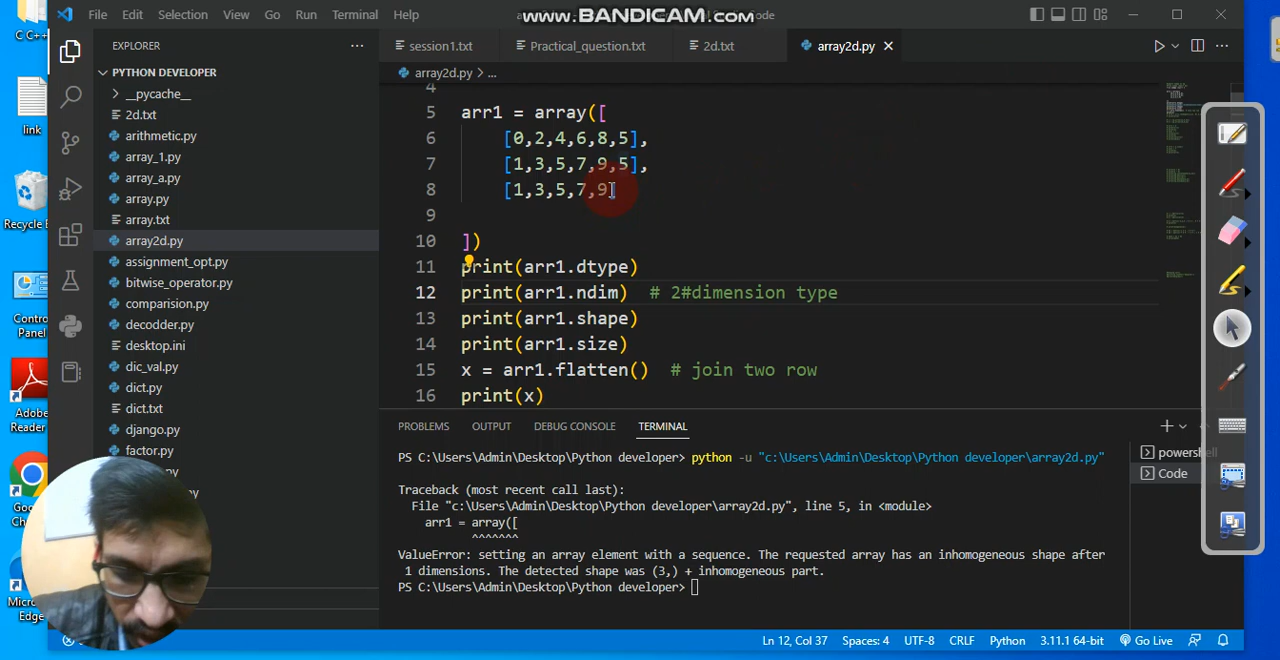 C C++
link
Recycle
Contro
Panel
Adobe
Reader
Goo
Ch
Micro
Edge
File Edit Selection View Go Run Terminal Help
www.BANDICAM.com
de
EXPLORER
PYTHON DEVELOPER
__pycache__
2d.txt
arithmetic.py
array_1.py
array_a.py
array.py
array.txt
array2d.py
assignment_opt.py
bitwise_operator.py
comparision.py
decoder.py
desktop.ini
dic_val.py
dict.py
dict.txt
django.py
factor.py
session1.txt
Practical_question.txt
2d.txt
array2d.py
array2d.py > ...
4
5 arr1 = array([
6 [0,2,4,6,8,5],
7 [1,3,5,7,9,5],
8 [1,3,5,7,9]
9
10 ])
11 print(arr1.dtype)
12 print(arr1.ndim) # 2#dimension type
13 print(arr1.shape)
14 print(arr1.size)
15 x = arr1.flatten() # join two row
16 print(x)
PROBLEMS OUTPUT DEBUG CONSOLE TERMINAL
PS C:\Users\Admin\Desktop\Python developer> python -u "c:\Users\Admin\Desktop\Python developer\array2d.py"
Traceback (most recent call last):
File "c:\Users\Admin\Desktop\Python developer\array2d.py", line 5, in <module>
arr1 = array([
^^^^^^^
ValueError: setting an array element with a sequence. The requested array has an inhomogeneous shape after
1 dimensions. The detected shape was (3,) + inhomogeneous part.
PS C:\Users\Admin\Desktop\Python developer>
powershell
Code
Ln 12, Col 37 Spaces: 4 UTF-8 CRLF Python 3.11.1 64-bit Go Live